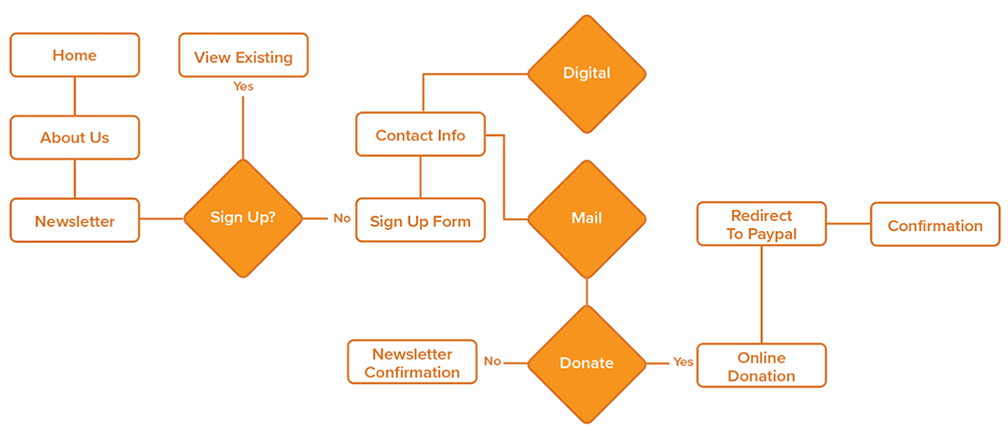 Home
About Us
Newsletter
View Existing
Yes
Sign Up?
No
Sign Up Form
Contact Info
Digital
Mail
Donate
No
Newsletter
Confirmation
Yes
Online
Donation
Redirect
To Paypal
Confirmation